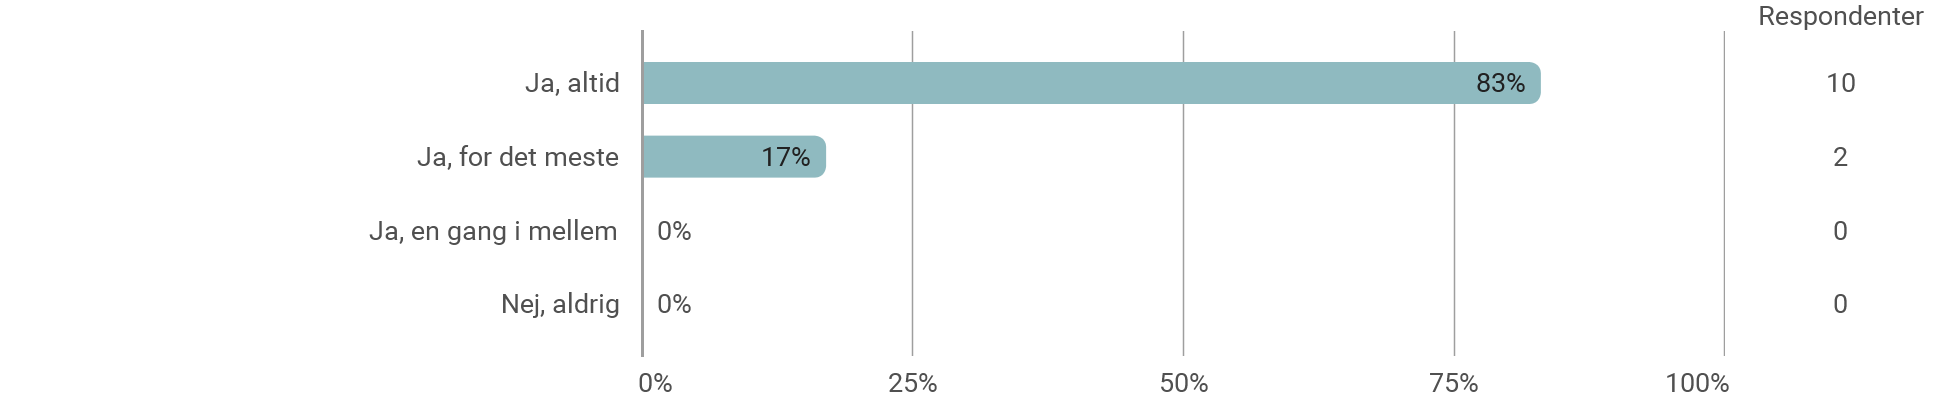 Respondenter
Ja, altid 83% 10
Ja, for det meste 17% 2
Ja, en gang i mellem 0% 0
Nej, aldrig 0% 0
0% 25% 50% 75% 100%